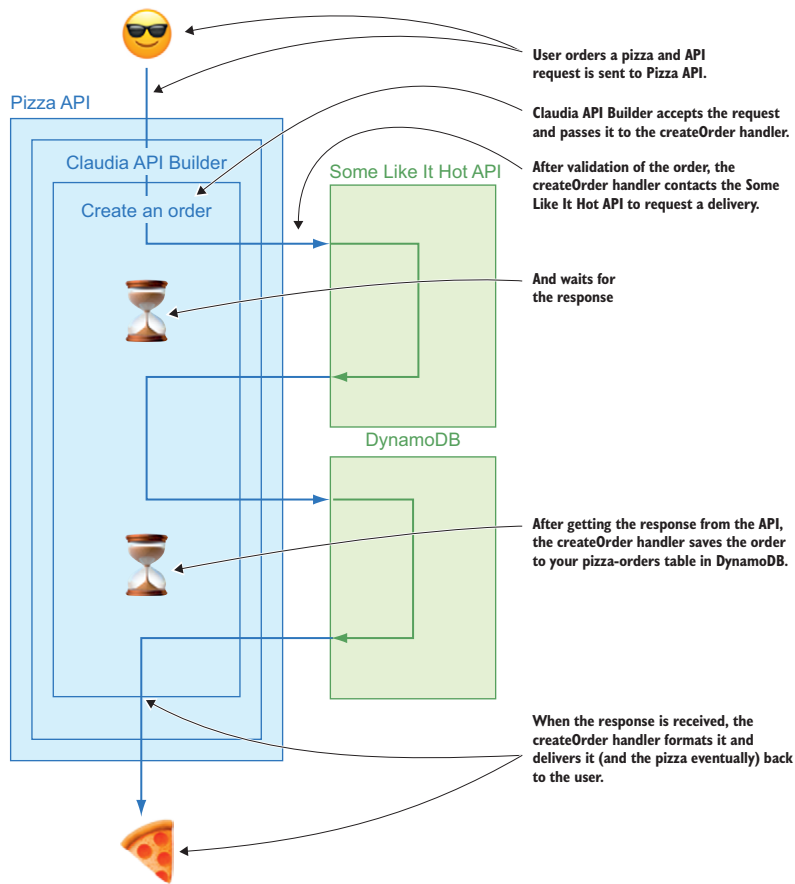 User orders a pizza and API
request is sent to Pizza API.
Pizza API
Claudia API Builder accepts the request
and passes it to the createOrder handler.
Claudia API Builder
After validation of the order, the
createOrder handler contacts the Some
Like It Hot API to request a delivery.
Some Like It Hot API
Create an order
And waits for
the response
DynamoDB
After getting the response from the API,
the createOrder handler saves the order
to your pizza-orders table in DynamoDB.
When the response is received, the
createOrder handler formats it and
delivers it (and the pizza eventually) back
to the user.